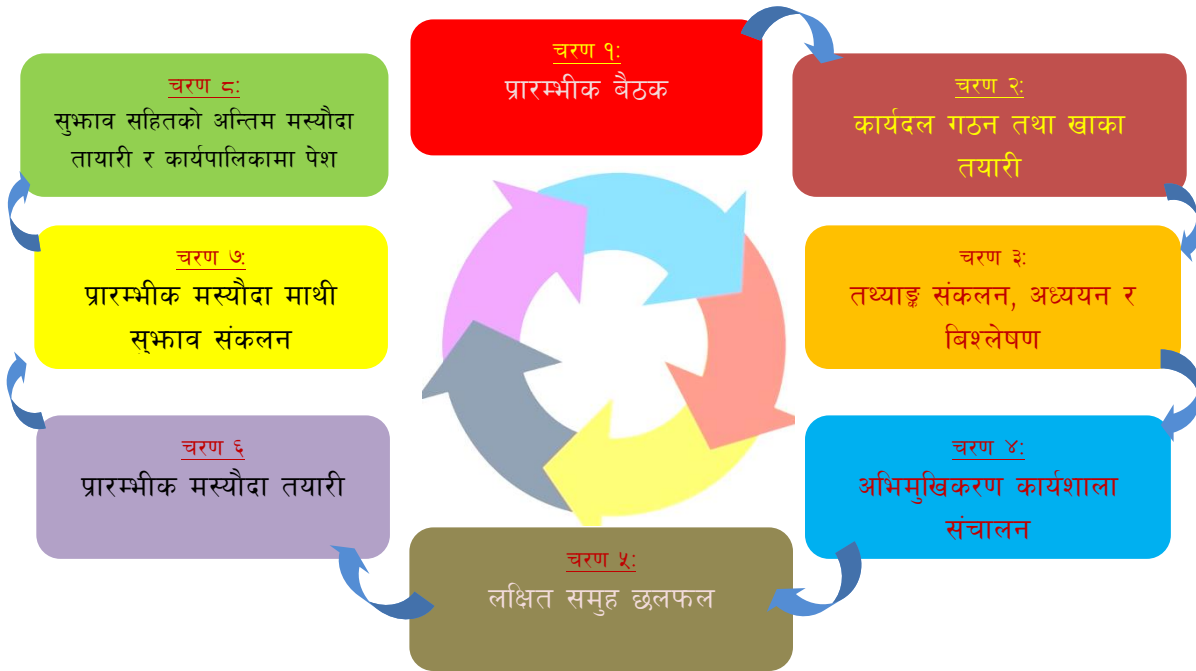 चरण १:
प्रारम्भीक बैठक
चरण २:
कार्यदल गठन तथा खाका
तयारी
चरण ३:
तथ्याङ्क संकलन, अध्ययन र
बिश्लेषण
चरण ४:
अभिमुखिकरण कार्यशाला
संचालन
चरण ५:
लक्षित समुह छलफल
चरण ६
प्रारम्भीक मस्यौदा तयारी
चरण ७:
प्रारम्भीक मस्यौदा माथी
सुझाव संकलन
चरण ८:
सुझाव सहितको अन्तिम मस्यौदा
तायारी र कार्यपालिकामा पेश